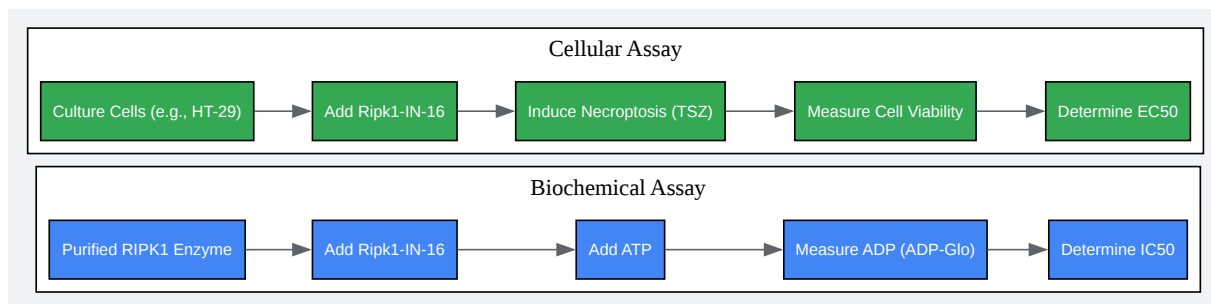 Cellular Assay
Culture Cells (e.g., HT-29)
Add Ripk1-IN-16
Induce Necroptosis (TSZ)
Measure Cell Viability
Determine EC50
Biochemical Assay
Purified RIPK1 Enzyme
Add Ripk1-IN-16
Add ATP
Measure ADP (ADP-Glo)
Determine IC50